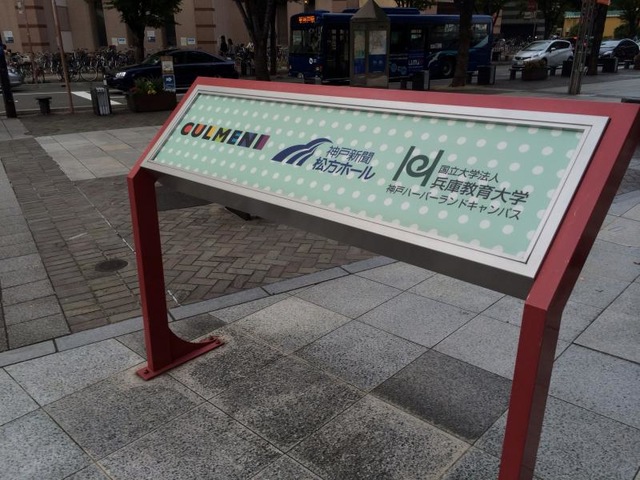 CULMENI
神戸新聞
松方ホール
国立大学法人
兵庫教育大学
神戸ハーバーランドキャンパス